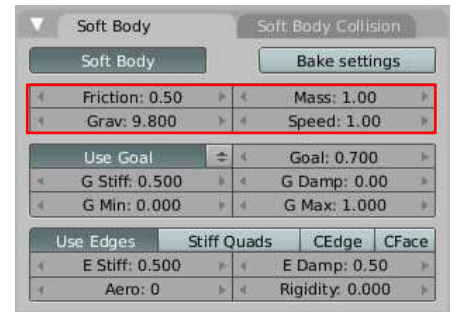 Soft Body Soft Body Collision
Soft Body Bake settings
Friction: 0.50 Mass: 1.00
Grav: 9.800 Speed: 1.00
Use Goal Goal: 0.700
G Stiff: 0.500 G Damp: 0.00
G Min: 0.000 G Max: 1.000
Use Edges Stiff Quads CEdge CFace
E Stiff: 0.500 E Damp: 0.50
Aero: 0 Rigidity: 0.000